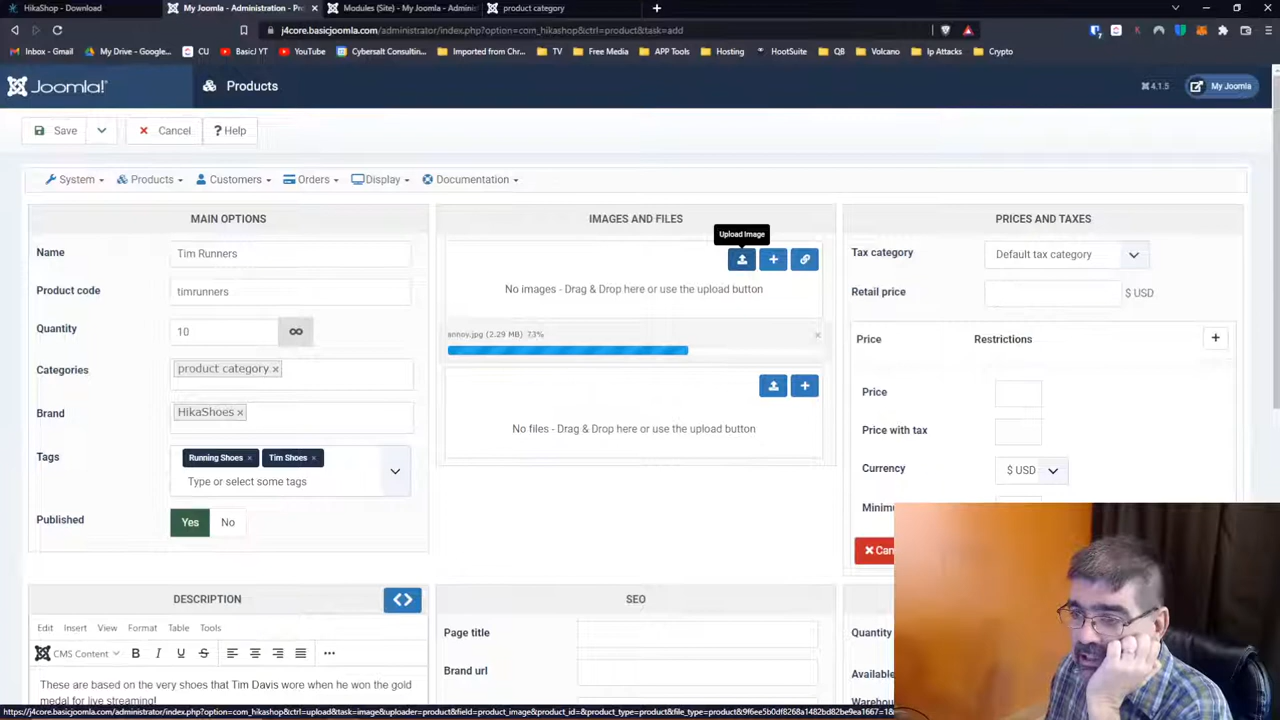 HikaShop - Download
My Joomla - Administration - Pr
Modules (Site) - My Joomla - Adminis
product category
j4core.basicjoomla.com/administrator/index.php?option=com_hikashop&ctrl=product&task=add
Inbox - Gmail
My Drive - Google...
CU
Basicl YT
YouTube
Cybersalt Consultin...
Imported from Chr...
TV
Free Media
APP Tools
Hosting
HootSuite
QB
Volcano
Ip Attacks
Crypto
Joomla!
Products
4.1.5
My Joomla
Save
Cancel
? Help
System
Products
Customers
Orders
Display
Documentation
MAIN OPTIONS
Name
Tim Runners
Product code
timrunners
Quantity
10
Categories
product category ×
Brand
HikaShoes ×
Tags
Running Shoes ×
Tim Shoes ×
Type or select some tags
Published
Yes
No
IMAGES AND FILES
Upload Image
No images - Drag & Drop here or use the upload button
annoy.jpg (2.29 MB) 73%
No files - Drag & Drop here or use the upload button
PRICES AND TAXES
Tax category
Default tax category
Retail price
$ USD
Price
Restrictions
Price
Price with tax
Currency
$ USD
Minim
Can
DESCRIPTION
Edit Insert View Format Table Tools
CMS Content
B I U S
These are based on the very shoes that Tim Davis wore when he won the gold
medal for live streaming!
SEO
Page title
Brand url
Quantity
Available
Warehou